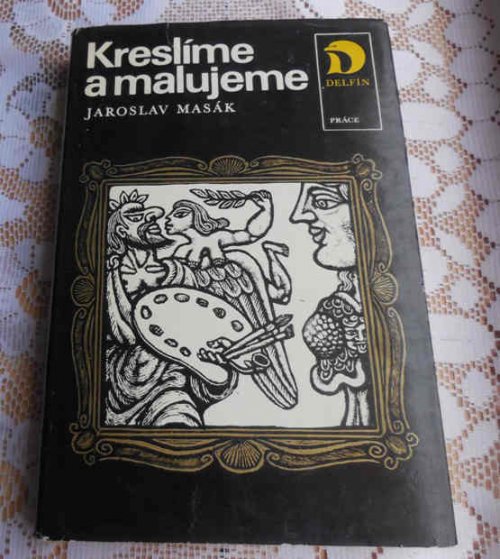 Kreslíme
a malujeme
JAROSLAV MASÁK
DELFÍN
PRÁCE